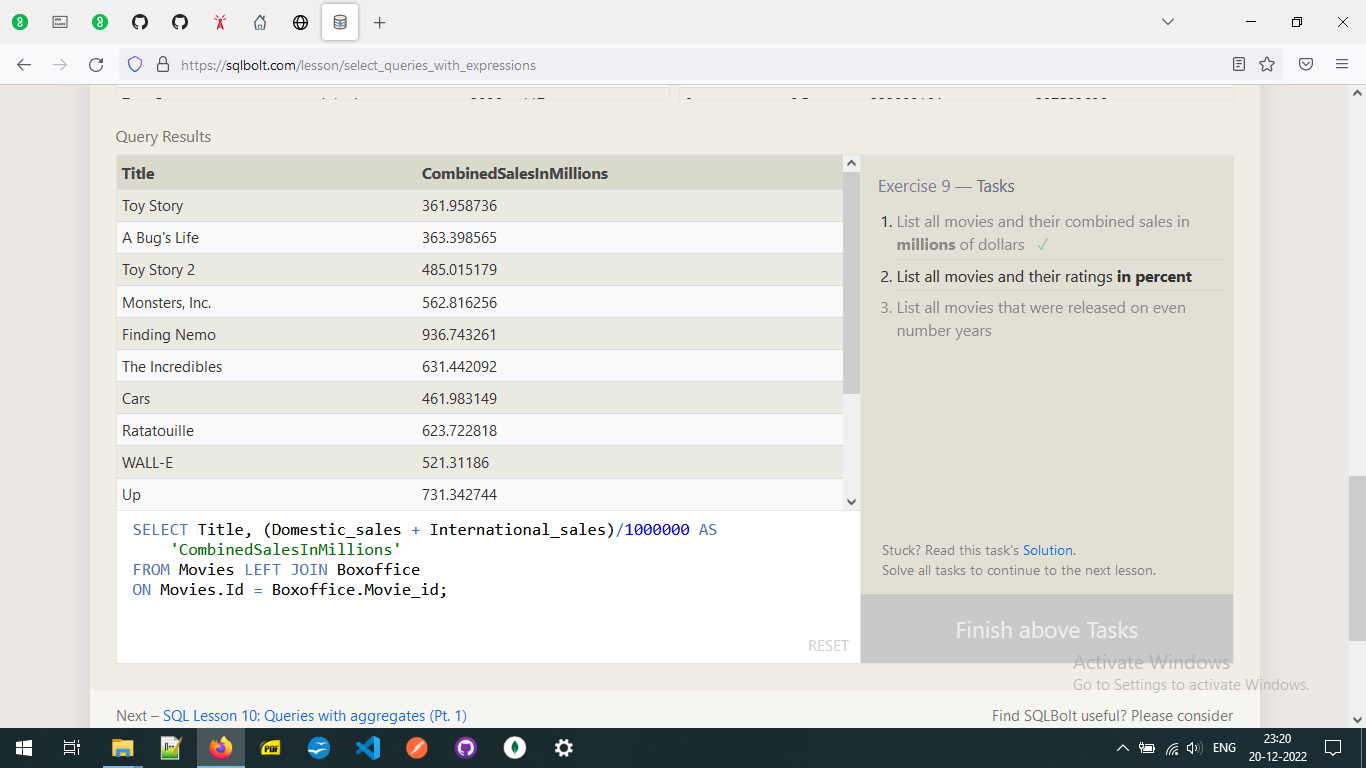 https://sqlbolt.com/lesson/select_queries_with_expressions
Query Results
Title CombinedSalesInMillions
Toy Story 361.958736
A Bug's Life 363.398565
Toy Story 2 485.015179
Monsters, Inc. 562.816256
Finding Nemo 936.743261
The Incredibles 631.442092
Cars 461.983149
Ratatouille 623.722818
WALL-E 521.31186
Up 731.342744
SELECT Title, (Domestic_sales + International_sales)/1000000 AS
'CombinedSalesInMillions'
FROM Movies LEFT JOIN Boxoffice
ON Movies.Id = Boxoffice.Movie_id;
RESET
Exercise 9 — Tasks
1. List all movies and their combined sales in
millions of dollars ✓
2. List all movies and their ratings in percent
3. List all movies that were released on even
number years
Stuck? Read this task's Solution.
Solve all tasks to continue to the next lesson.
Finish above Tasks
Activate Windows
Go to Settings to activate Windows.
Next – SQL Lesson 10: Queries with aggregates (Pt. 1)
Find SQLBolt useful? Please consider
PDF
ENG
23:20
20-12-2022